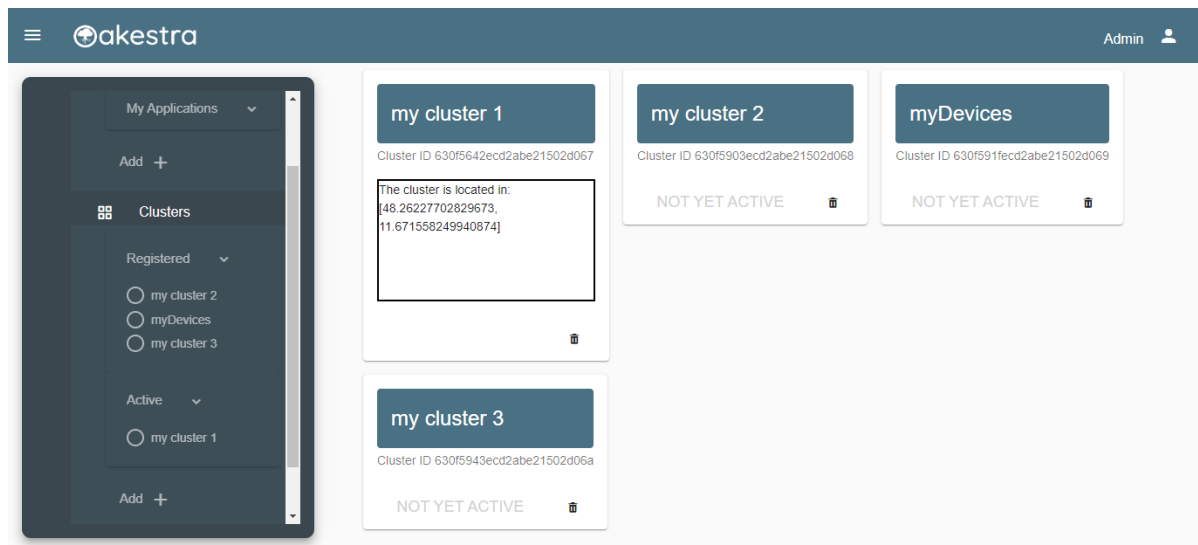 Oakestra
Admin
My Applications
Add +
Clusters
Registered
my cluster 2
myDevices
my cluster 3
Active
my cluster 1
Add +
my cluster 1
Cluster ID 630f5642ecd2abe21502d067
The cluster is located in:
[48.26227702829673,
11.671558249940874]
my cluster 2
Cluster ID 630f5903ecd2abe21502d068
NOT YET ACTIVE
myDevices
Cluster ID 630f591fecd2abe21502d069
NOT YET ACTIVE
my cluster 3
Cluster ID 630f5943ecd2abe21502d06a
NOT YET ACTIVE